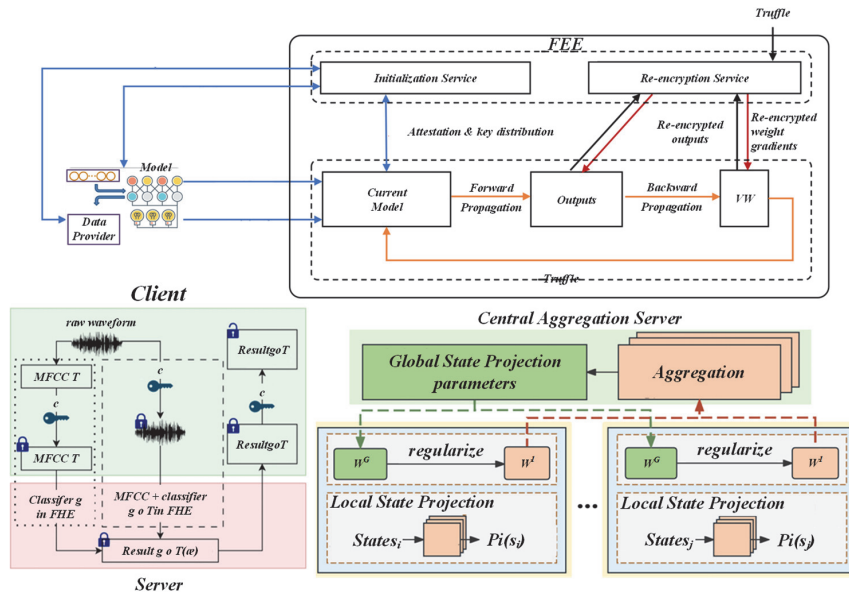 Truffle
FEE
Initialization Service
Re-encryption Service
Attestation & key distribution
Re-encrypted
outputs
Re-encrypted
weight
gradients
Model
Data
Provider
Current
Model
Forward
Propagation
Outputs
Backward
Propagation
VW
Truffle
Client
raw waveform
MFCC T
c
MFCC T
Classifer g
in FHE
c
MFCC + classifier
g o Tin FHE
ResultgoT
c
ResultgoT
Result g o T(æ)
Server
Central Aggregation Server
Global State Projection
parameters
Aggregation
W^G
regularize
W^I
Local State Projection
States_i
Pi(s_i)
...
W^G
regularize
W^I
Local State Projection
States_j
Pi(s_j)